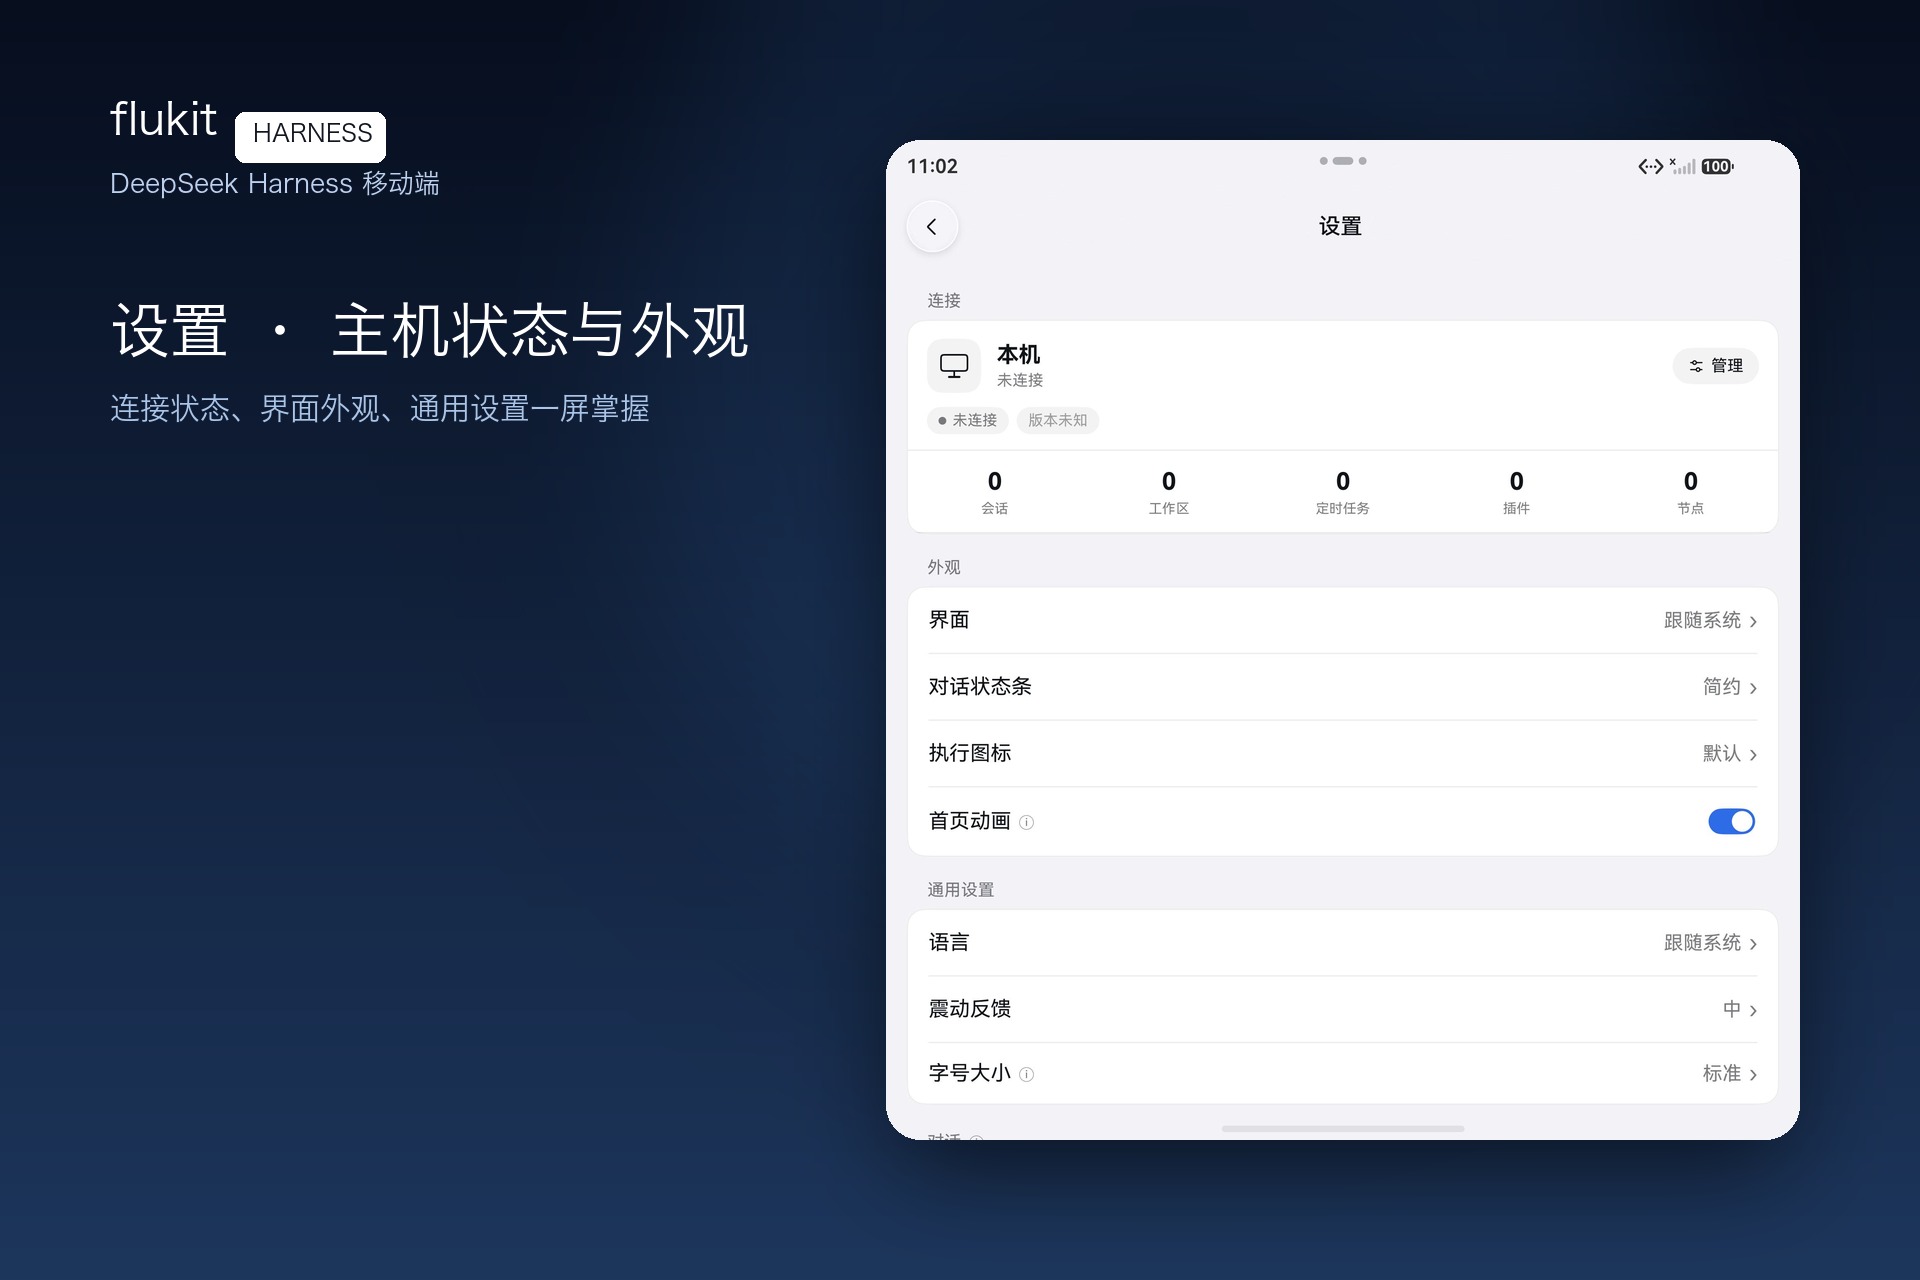 flukit HARNESS
DeepSeek Harness 移动端
设置 · 主机状态与外观
连接状态、界面外观、通用设置一屏掌握
11:02
100
设置
连接
本机
未连接
管理
未连接 版本未知
0 0 0 0 0
会话 工作区 定时任务 插件 节点
外观
界面 跟随系统
对话状态条 简约
执行图标 默认
首页动画
通用设置
语言 跟随系统
震动反馈 中
字号大小 标准